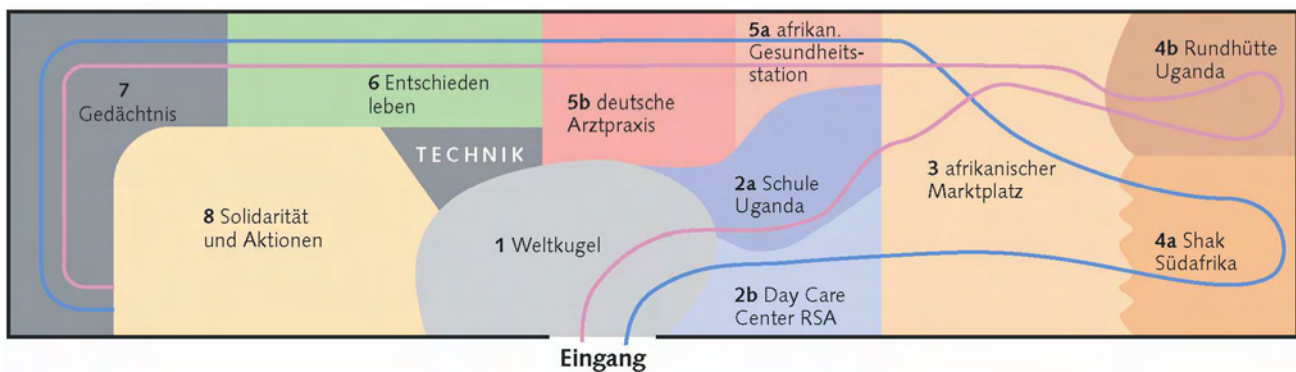 7
Gedächtnis
6 Entschieden
leben
5b deutsche
Arztpraxis
5a afrikan.
Gesundheits-
station
4b Rundhütte
Uganda
TECHNIK
8 Solidarität
und Aktionen
1 Weltkugel
2a Schule
Uganda
3 afrikanischer
Marktplatz
4a Shak
Südafrika
2b Day Care
Center RSA
Eingang